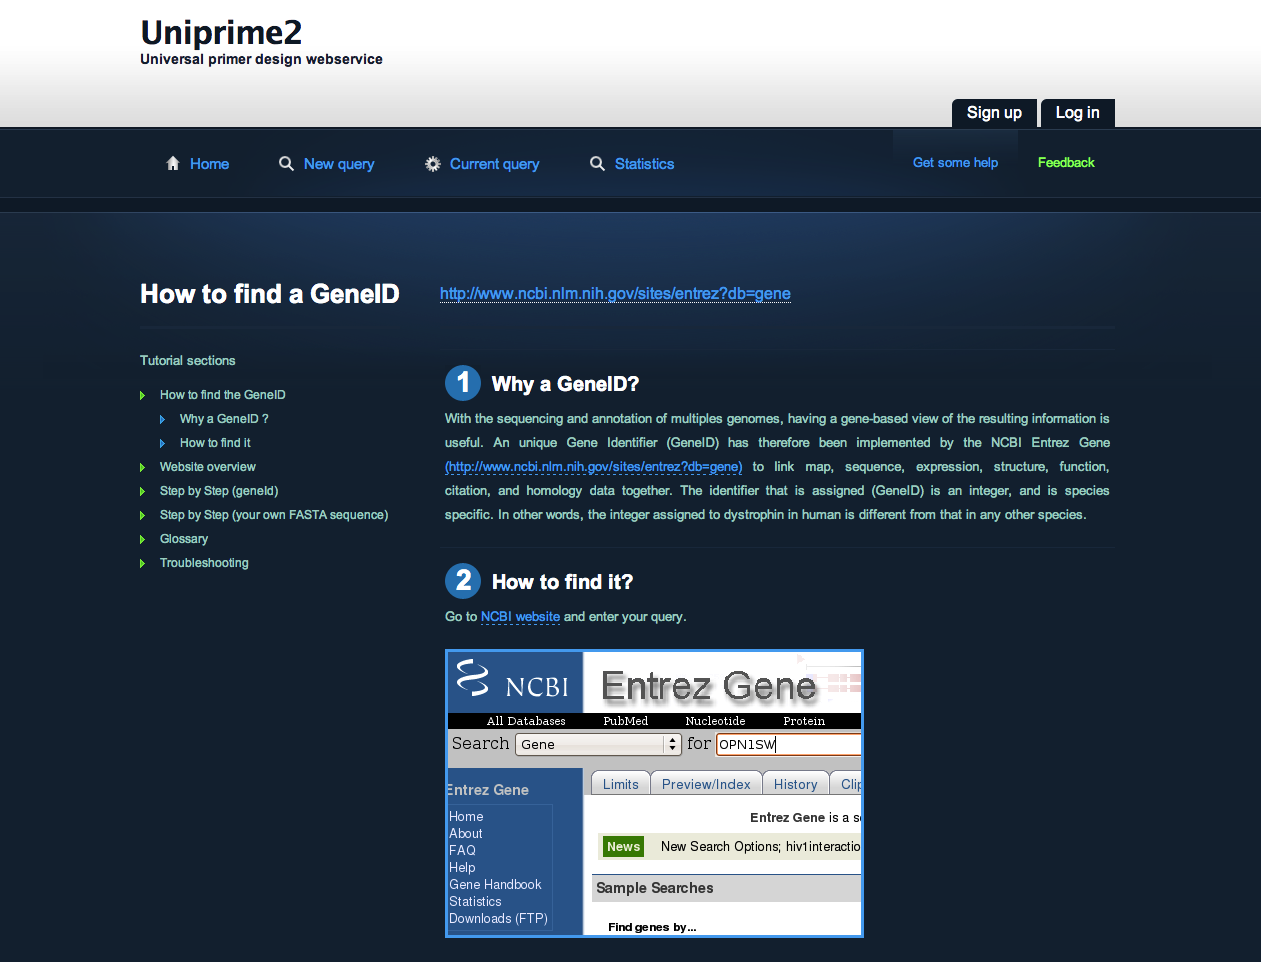 Uniprime2
Universal primer design webservice
Sign up
Log in
Home
New query
Current query
Statistics
Get some help
Feedback
How to find a GeneID
http://www.ncbi.nlm.nih.gov/sites/entrez?db=gene
Tutorial sections
How to find the GeneID
Why a GeneID ?
How to find it
Website overview
Step by Step (geneId)
Step by Step (your own FASTA sequence)
Glossary
Troubleshooting
1 Why a GeneID?
With the sequencing and annotation of multiples genomes, having a gene-based view of the resulting information is
useful. An unique Gene Identifier (GeneID) has therefore been implemented by the NCBI Entrez Gene
(http://www.ncbi.nlm.nih.gov/sites/entrez?db=gene) to link map, sequence, expression, structure, function,
citation, and homology data together. The identifier that is assigned (GeneID) is an integer, and is species
specific. In other words, the integer assigned to dystrophin in human is different from that in any other species.
2 How to find it?
Go to NCBI website and enter your query.
NCBI
Entrez Gene
All Databases PubMed Nucleotide Protein
Search Gene for OPN1SW
Limits Preview/Index History Clip
Entrez Gene
Home
About
FAQ
Help
Gene Handbook
Statistics
Downloads (FTP)
Entrez Gene is a se
News New Search Options; hiv1interactio
Sample Searches
Find genes by...